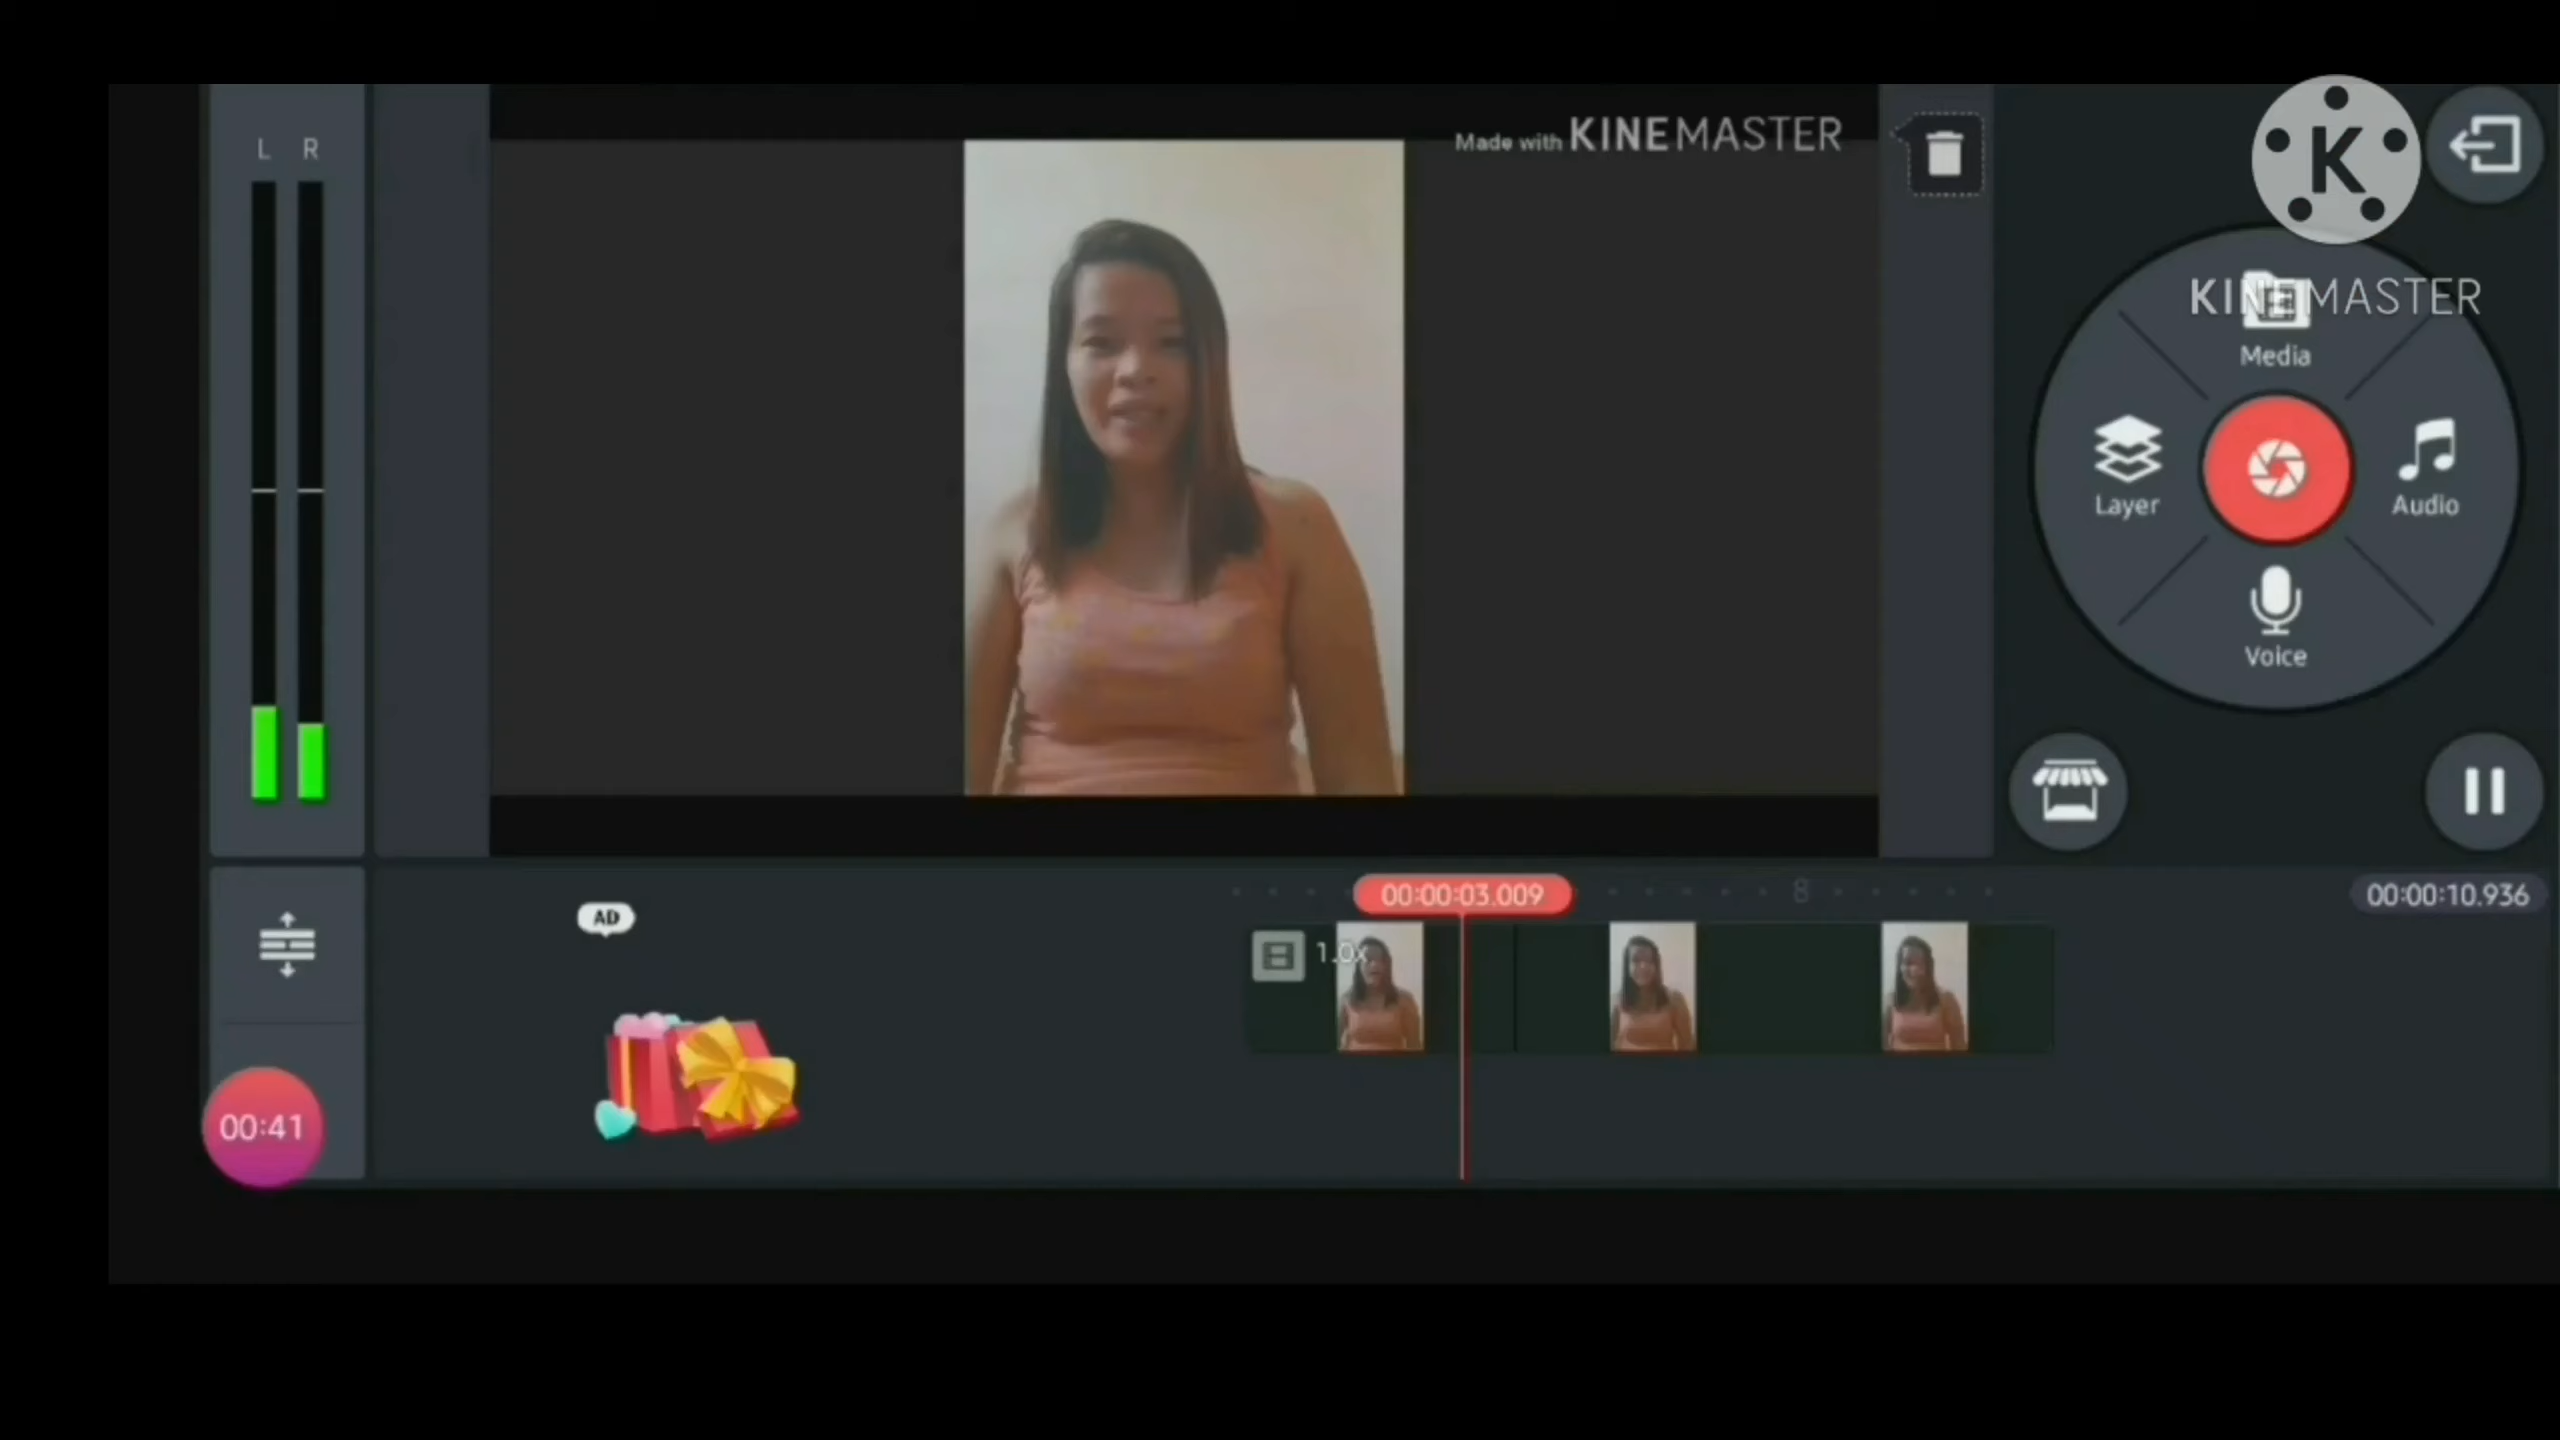 L R
Made with KINEMASTER
K
KINEMASTER
Media
Layer
Audio
Voice
00:00:03.009
8
00:00:10.936
AD
1.0x
00:41